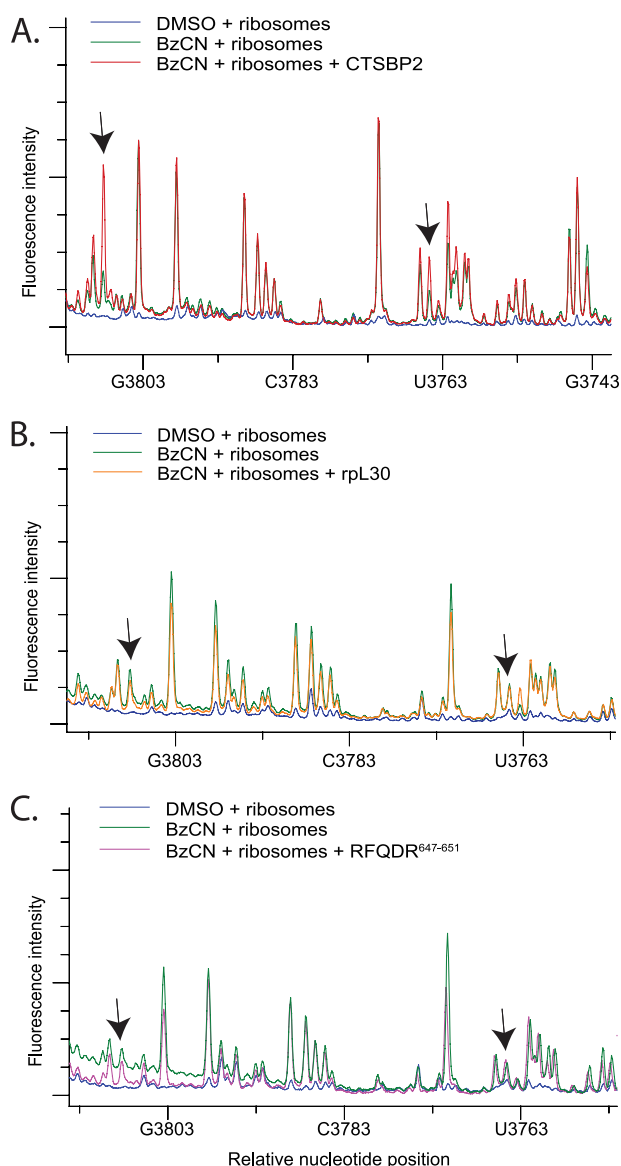 A.
DMSO + ribosomes
BzCN + ribosomes
BzCN + ribosomes + CTSBP2
Fluorescence intensity
G3803 C3783 U3763 G3743
B.
DMSO + ribosomes
BzCN + ribosomes
BzCN + ribosomes + rpL30
Fluorescence intensity
G3803 C3783 U3763
C.
DMSO + ribosomes
BzCN + ribosomes
BzCN + ribosomes + RFQDR⁶⁴⁷⁻⁶⁵¹
Fluorescence intensity
G3803 C3783 U3763
Relative nucleotide position